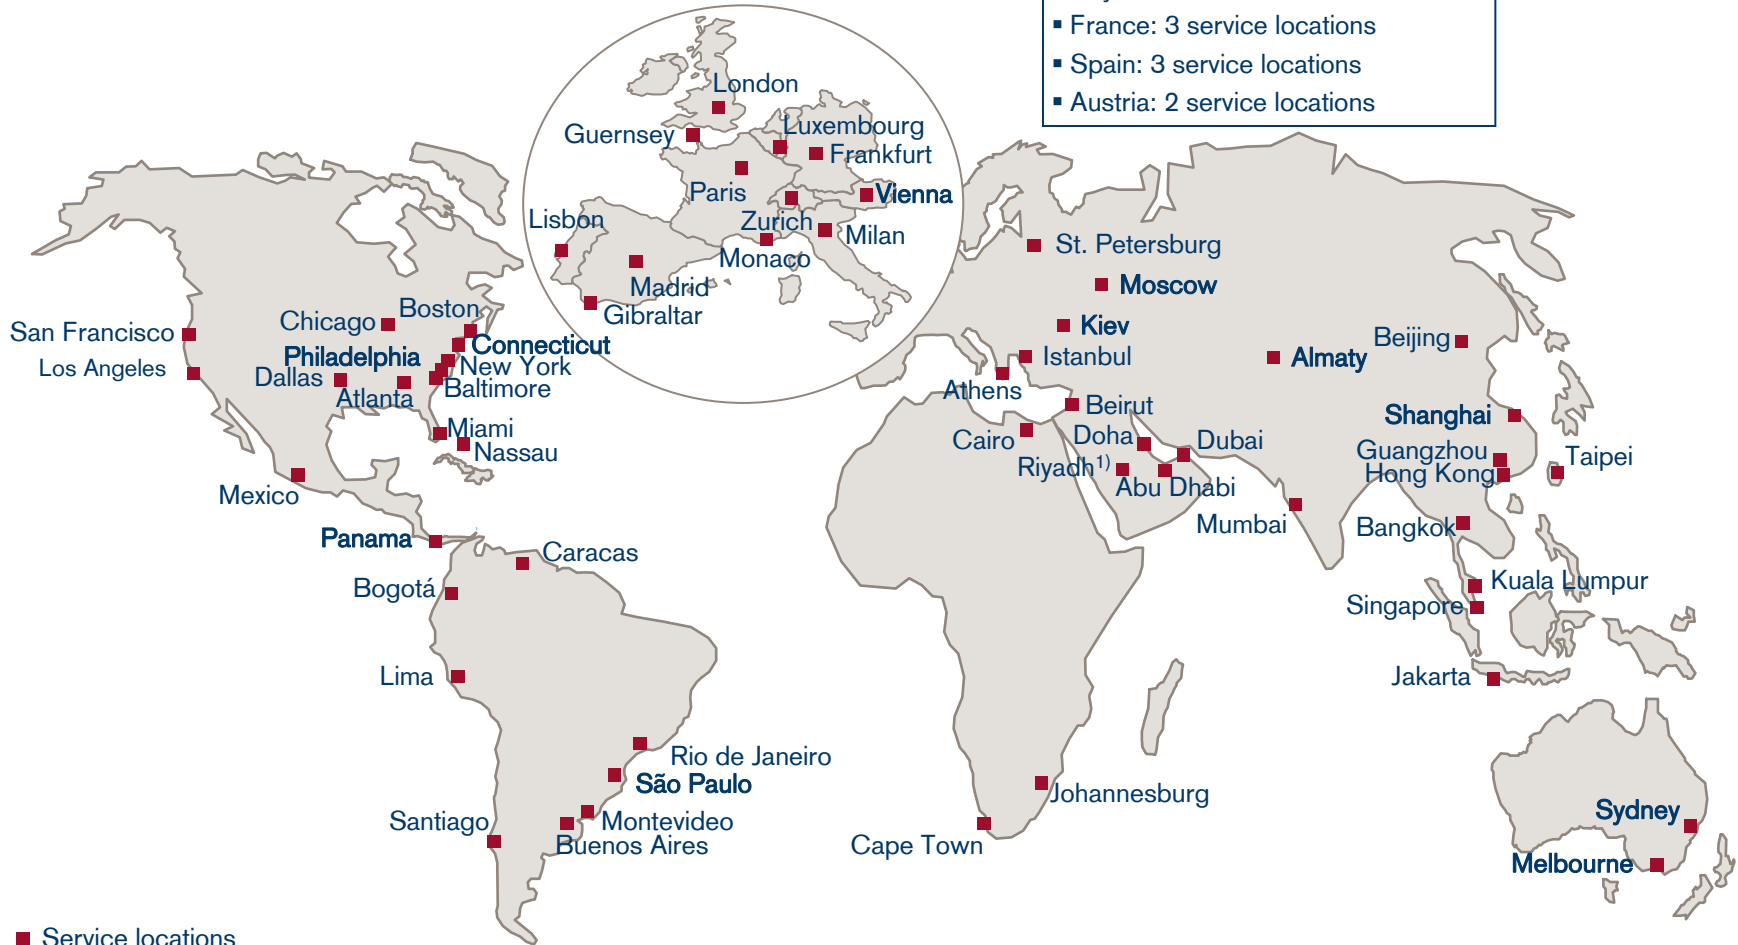 ▪ France: 3 service locations
▪ Spain: 3 service locations
▪ Austria: 2 service locations
London
Guernsey
Luxembourg
Frankfurt
Paris
Vienna
Lisbon
Zurich
Milan
Monaco
Madrid
Gibraltar
St. Petersburg
Moscow
Kiev
Istanbul
Athens
Almaty
Beijing
Shanghai
Guangzhou
Hong Kong
Taipei
San Francisco
Los Angeles
Chicago
Boston
Philadelphia
Connecticut
New York
Dallas
Atlanta
Baltimore
Miami
Nassau
Mexico
Panama
Caracas
Bogotá
Lima
Rio de Janeiro
São Paulo
Santiago
Montevideo
Buenos Aires
Beirut
Cairo
Doha
Dubai
Riyadh1)
Abu Dhabi
Mumbai
Bangkok
Kuala Lumpur
Singapore
Jakarta
Johannesburg
Cape Town
Sydney
Melbourne
Service locations